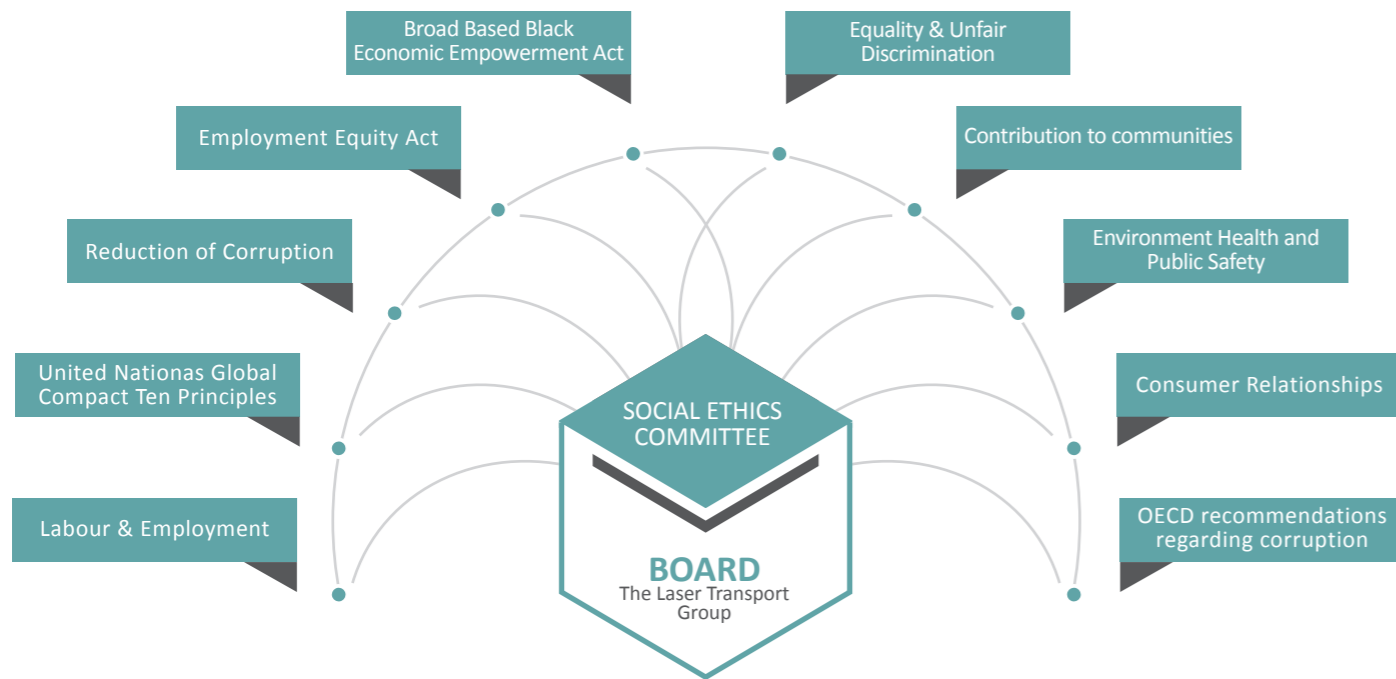 Broad Based Black
Economic Empowerment Act
Equality & Unfair
Discrimination
Employment Equity Act
Contribution to communities
Reduction of Corruption
Environment Health and
Public Safety
United Nationas Global
Compact Ten Principles
Consumer Relationships
SOCIAL ETHICS
COMMITTEE
Labour & Employment
OECD recommendations
regarding corruption
BOARD
The Laser Transport
Group